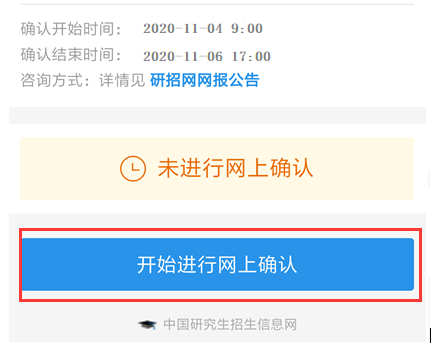 确认开始时间： 2020-11-04 9:00
确认结束时间： 2020-11-06 17:00
咨询方式：详情见 研招网网报公告
未进行网上确认
开始进行网上确认
中国研究生招生信息网